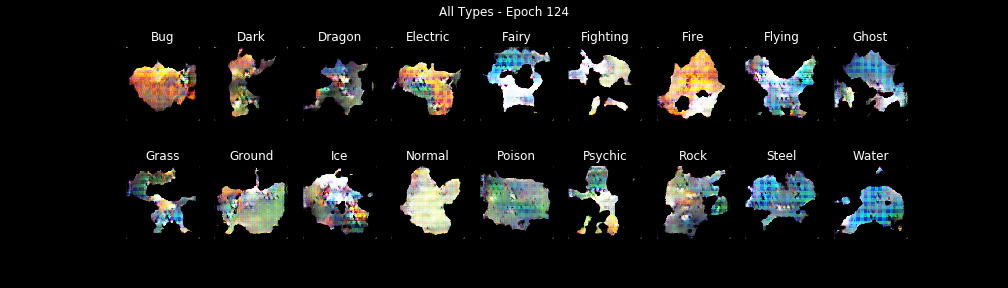 All Types - Epoch 124
Bug Dark Dragon Electric Fairy Fighting Fire Flying Ghost
Grass Ground Ice Normal Poison Psychic Rock Steel Water